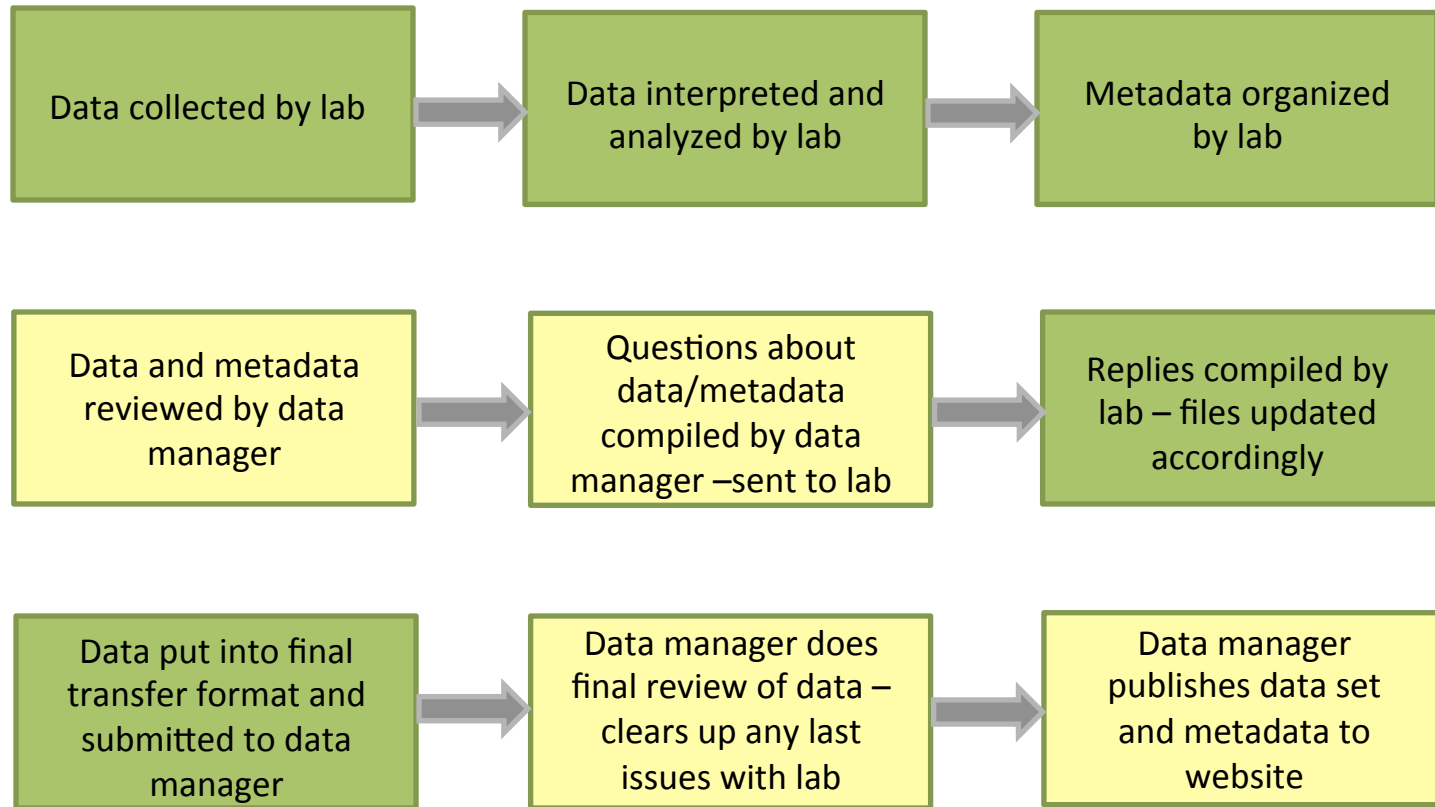 Data collected by lab
Data interpreted and
analyzed by lab
Metadata organized
by lab
Data and metadata
reviewed by data
manager
Questions about
data/metadata
compiled by data
manager –sent to lab
Replies compiled by
lab – files updated
accordingly
Data put into final
transfer format and
submitted to data
manager
Data manager does
final review of data –
clears up any last
issues with lab
Data manager
publishes data set
and metadata to
website